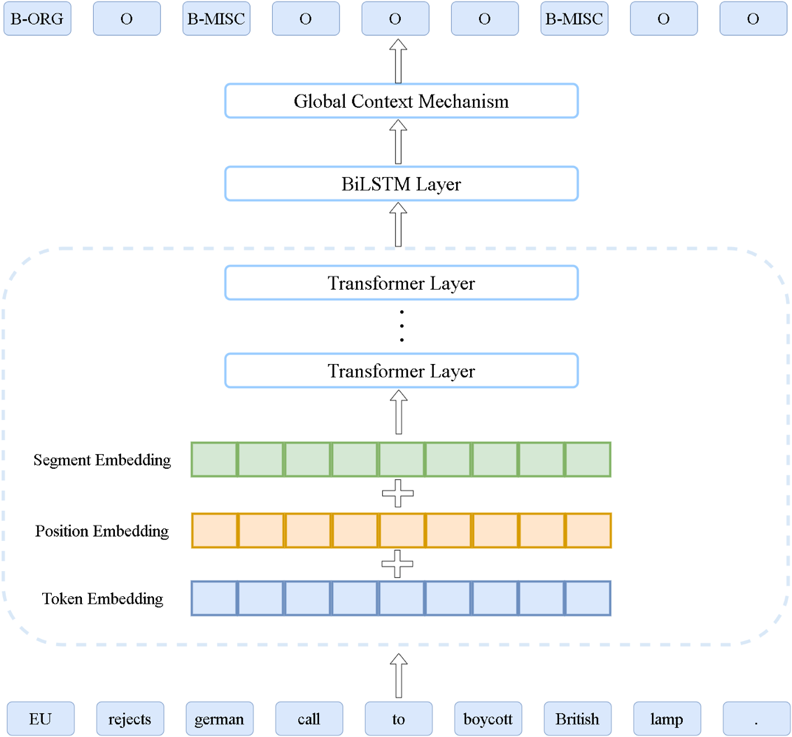 B-ORG O B-MISC O O O B-MISC O O
Global Context Mechanism
BiLSTM Layer
Transformer Layer
Transformer Layer
Segment Embedding
Position Embedding
Token Embedding
EU rejects german call to boycott British lamp .